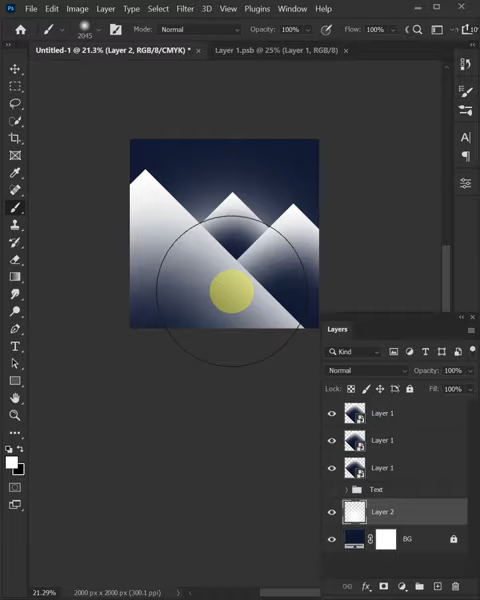 Ps File Edit Image Layer Type Select Filter 3D View Plugins Window Help
2045 Mode: Normal Opacity: 100% Flow: 100%
Untitled-1 @ 21.3% (Layer 2, RGB/8/CMYK) * × Layer 1.psb @ 25% (Layer 1, RGB/8) ×
Layers
Kind
Normal Opacity: 100%
Lock: Fill: 100%
Layer 1
Layer 1
Layer 1
Text
Layer 2
BG
fx
21.29% 2000 px x 2000 px (300.1 ppi)